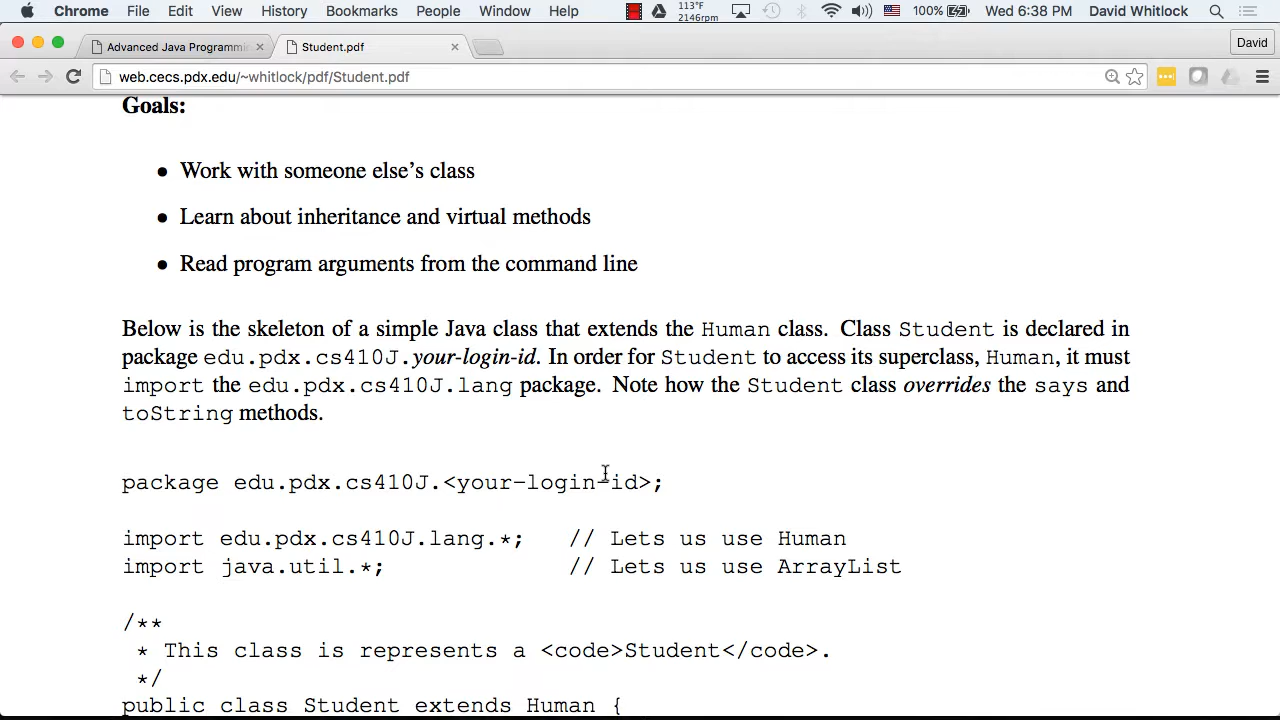 Chrome File Edit View History Bookmarks People Window Help 113°F 2146rpm 100% Wed 6:38 PM David Whitlock
Advanced Java Programmi Student.pdf David
web.cecs.pdx.edu/~whitlock/pdf/Student.pdf
Goals:
• Work with someone else's class
• Learn about inheritance and virtual methods
• Read program arguments from the command line
Below is the skeleton of a simple Java class that extends the Human class. Class Student is declared in
package edu.pdx.cs410J.your-login-id. In order for Student to access its superclass, Human, it must
import the edu.pdx.cs410J.lang package. Note how the Student class overrides the says and
toString methods.
package edu.pdx.cs410J.<your-login-id>;
import edu.pdx.cs410J.lang.*; // Lets us use Human
import java.util.*; // Lets us use ArrayList
/**
* This class is represents a <code>Student</code>.
*/
public class Student extends Human {